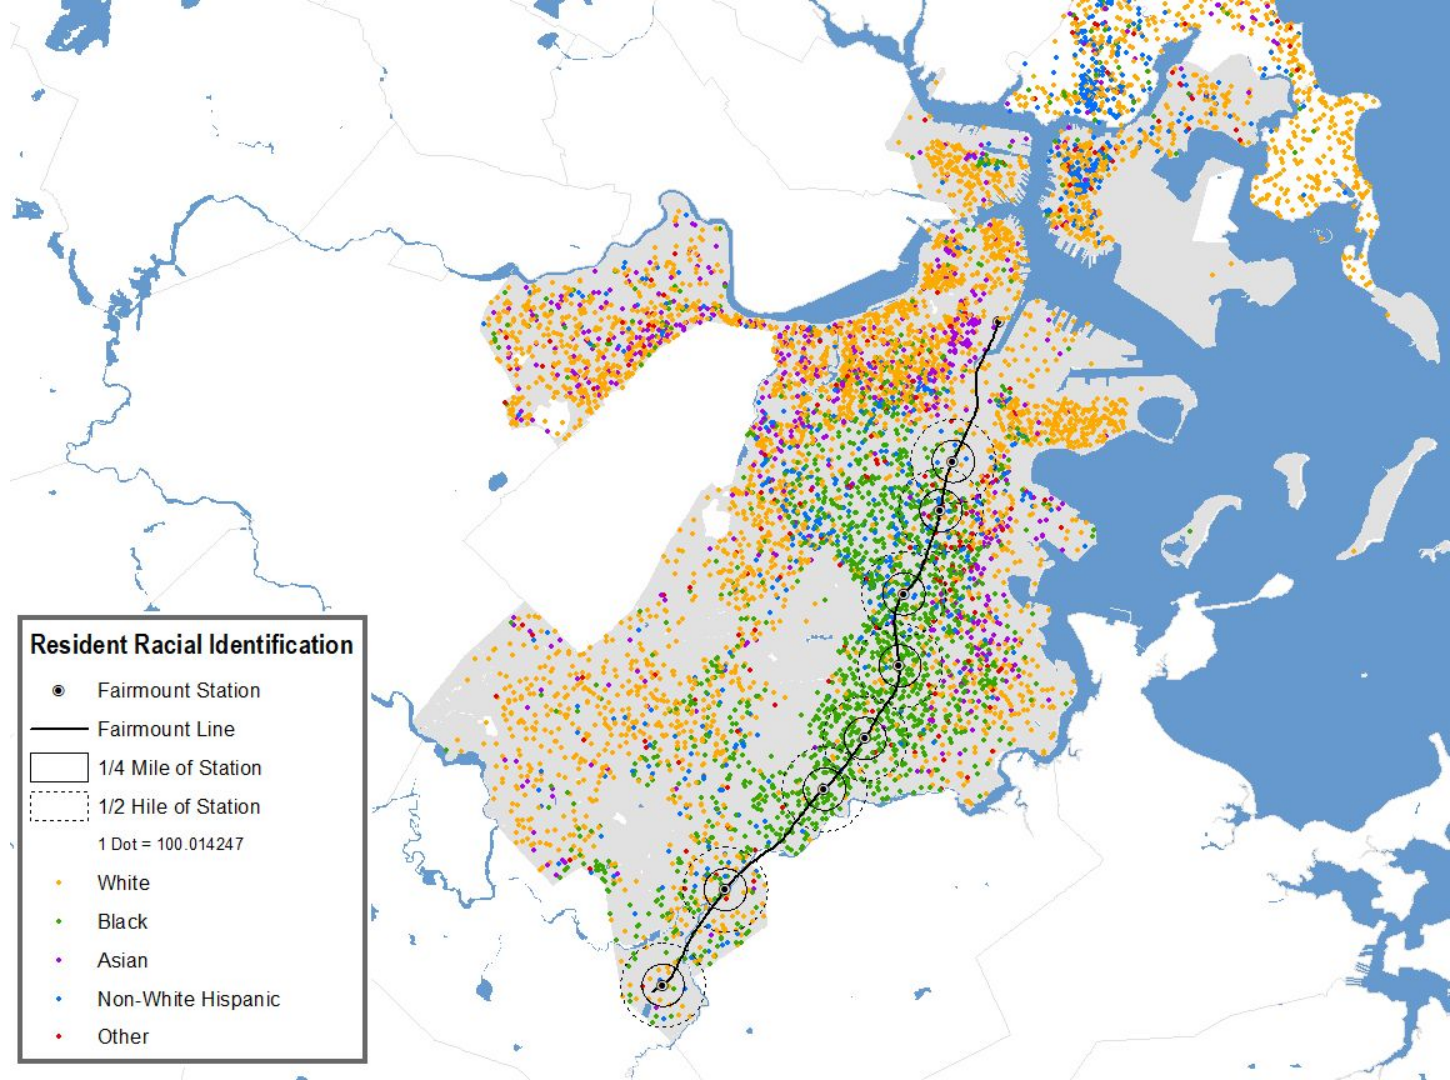 Resident Racial Identification
Fairmount Station
Fairmount Line
1/4 Mile of Station
1/2 Hile of Station
1 Dot = 100.014247
White
Black
Asian
Non-White Hispanic
Other